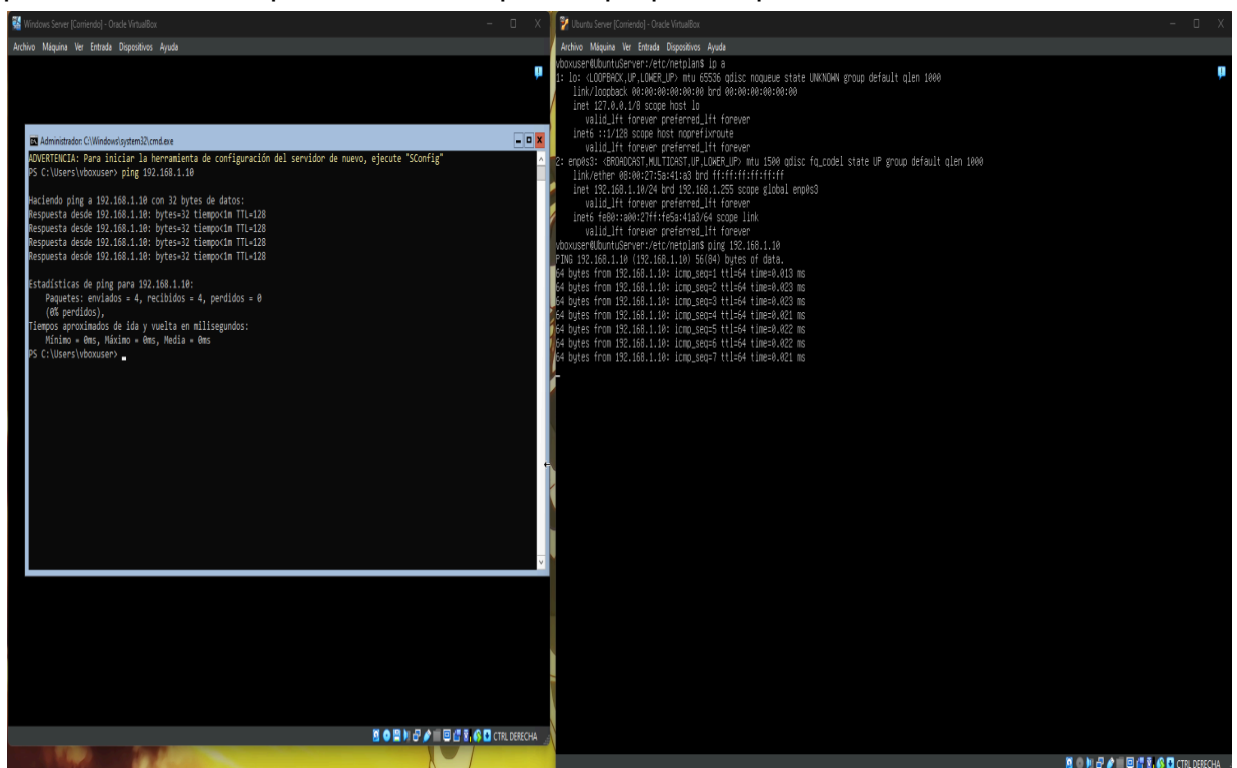 Windows Server [Corriendo] - Oracle VirtualBox
Archivo Máquina Ver Entrada Dispositivos Ayuda
Administrador: C:\Windows\system32\cmd.exe
ADVERTENCIA: Para iniciar la herramienta de configuración del servidor de nuevo, ejecute "SConfig"
PS C:\Users\vboxuser> ping 192.168.1.10
Haciendo ping a 192.168.1.10 con 32 bytes de datos:
Respuesta desde 192.168.1.10: bytes=32 tiempo<1m TTL=128
Respuesta desde 192.168.1.10: bytes=32 tiempo<1m TTL=128
Respuesta desde 192.168.1.10: bytes=32 tiempo<1m TTL=128
Respuesta desde 192.168.1.10: bytes=32 tiempo<1m TTL=128
Estadísticas de ping para 192.168.1.10:
Paquetes: enviados = 4, recibidos = 4, perdidos = 0
(0% perdidos),
Tiempos aproximados de ida y vuelta en milisegundos:
Mínimo = 0ms, Máximo = 0ms, Media = 0ms
PS C:\Users\vboxuser>
CTRL DERECHA
Ubuntu Server [Corriendo] - Oracle VirtualBox
Archivo Máquina Ver Entrada Dispositivos Ayuda
vboxuser@UbuntuServer:/etc/netplan$ ip a
1: lo: <LOOPBACK,UP,LOWER_UP> mtu 65536 qdisc noqueue state UNKNOWN group default qlen 1000
link/loopback 00:00:00:00:00:00 brd 00:00:00:00:00:00
inet 127.0.0.1/8 scope host lo
valid_lft forever preferred_lft forever
inet6 ::1/128 scope host noprefixroute
valid_lft forever preferred_lft forever
2: enp0s3: <BROADCAST,MULTICAST,UP,LOWER_UP> mtu 1500 qdisc fq_codel state UP group default qlen 1000
link/ether 08:00:27:5a:41:a3 brd ff:ff:ff:ff:ff:ff
inet 192.168.1.10/24 brd 192.168.1.255 scope global enp0s3
valid_lft forever preferred_lft forever
inet6 fe80::a00:27ff:fe5a:41a3/64 scope link
valid_lft forever preferred_lft forever
vboxuser@UbuntuServer:/etc/netplan$ ping 192.168.1.10
PING 192.168.1.10 (192.168.1.10) 56(84) bytes of data.
64 bytes from 192.168.1.10: icmp_seq=1 ttl=64 time=0.013 ms
64 bytes from 192.168.1.10: icmp_seq=2 ttl=64 time=0.023 ms
64 bytes from 192.168.1.10: icmp_seq=3 ttl=64 time=0.023 ms
64 bytes from 192.168.1.10: icmp_seq=4 ttl=64 time=0.021 ms
64 bytes from 192.168.1.10: icmp_seq=5 ttl=64 time=0.022 ms
64 bytes from 192.168.1.10: icmp_seq=6 ttl=64 time=0.022 ms
64 bytes from 192.168.1.10: icmp_seq=7 ttl=64 time=0.021 ms
CTRL DERECHA